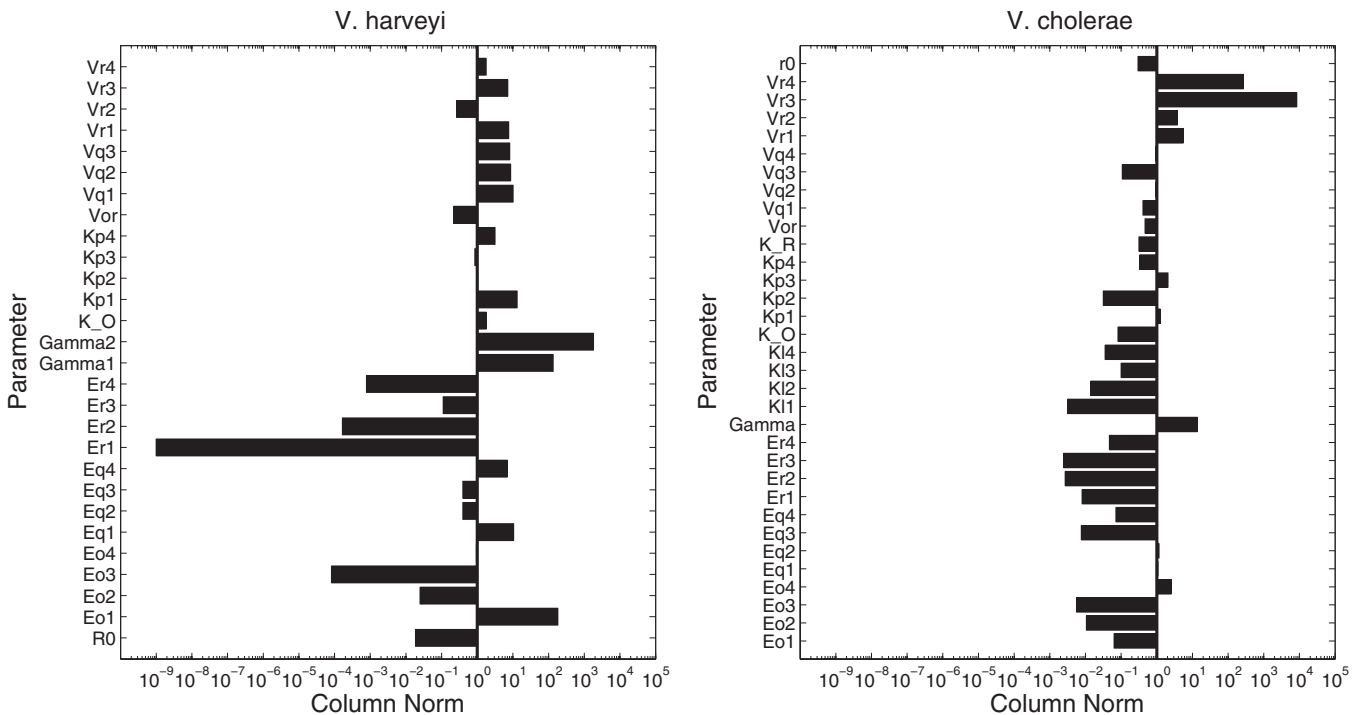 V. harveyi
Parameter
Vr4
Vr3
Vr2
Vr1
Vq3
Vq2
Vq1
Vor
Kp4
Kp3
Kp2
Kp1
K_O
Gamma2
Gamma1
Er4
Er3
Er2
Er1
Eq4
Eq3
Eq2
Eq1
Eo4
Eo3
Eo2
Eo1
R0
10⁻⁹ 10⁻⁸ 10⁻⁷ 10⁻⁶ 10⁻⁵ 10⁻⁴ 10⁻³ 10⁻² 10⁻¹ 10⁰ 10¹ 10² 10³ 10⁴ 10⁵
Column Norm
V. cholerae
Parameter
r0
Vr4
Vr3
Vr2
Vr1
Vq4
Vq3
Vq2
Vq1
Vor
K_R
Kp4
Kp3
Kp2
Kp1
K_O
Kl4
Kl3
Kl2
Kl1
Gamma
Er4
Er3
Er2
Er1
Eq4
Eq3
Eq2
Eq1
Eo4
Eo3
Eo2
Eo1
10⁻⁹ 10⁻⁸ 10⁻⁷ 10⁻⁶ 10⁻⁵ 10⁻⁴ 10⁻³ 10⁻² 10⁻¹ 10⁰ 10¹ 10² 10³ 10⁴ 10⁵
Column Norm